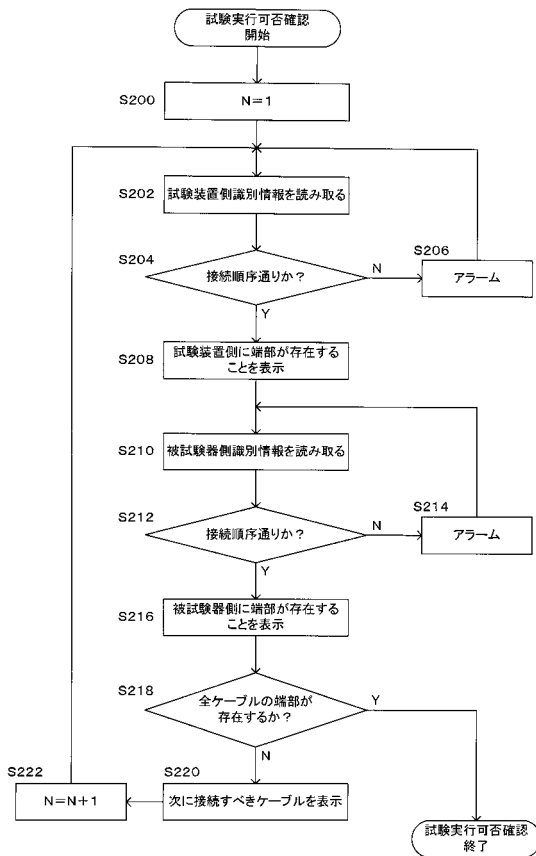 試験実行可否確認
開始
S200
N=1
S202
試験装置側識別情報を読み取る
S204
接続順序通りか？
N
S206
アラーム
Y
S208
試験装置側に端部が存在する
ことを表示
S210
被試験器側識別情報を読み取る
S212
接続順序通りか？
N
S214
アラーム
Y
S216
被試験器側に端部が存在する
ことを表示
S218
全ケーブルの端部が
存在するか？
Y
N
S220
次に接続すべきケーブルを表示
S222
N=N+1
試験実行可否確認
終了